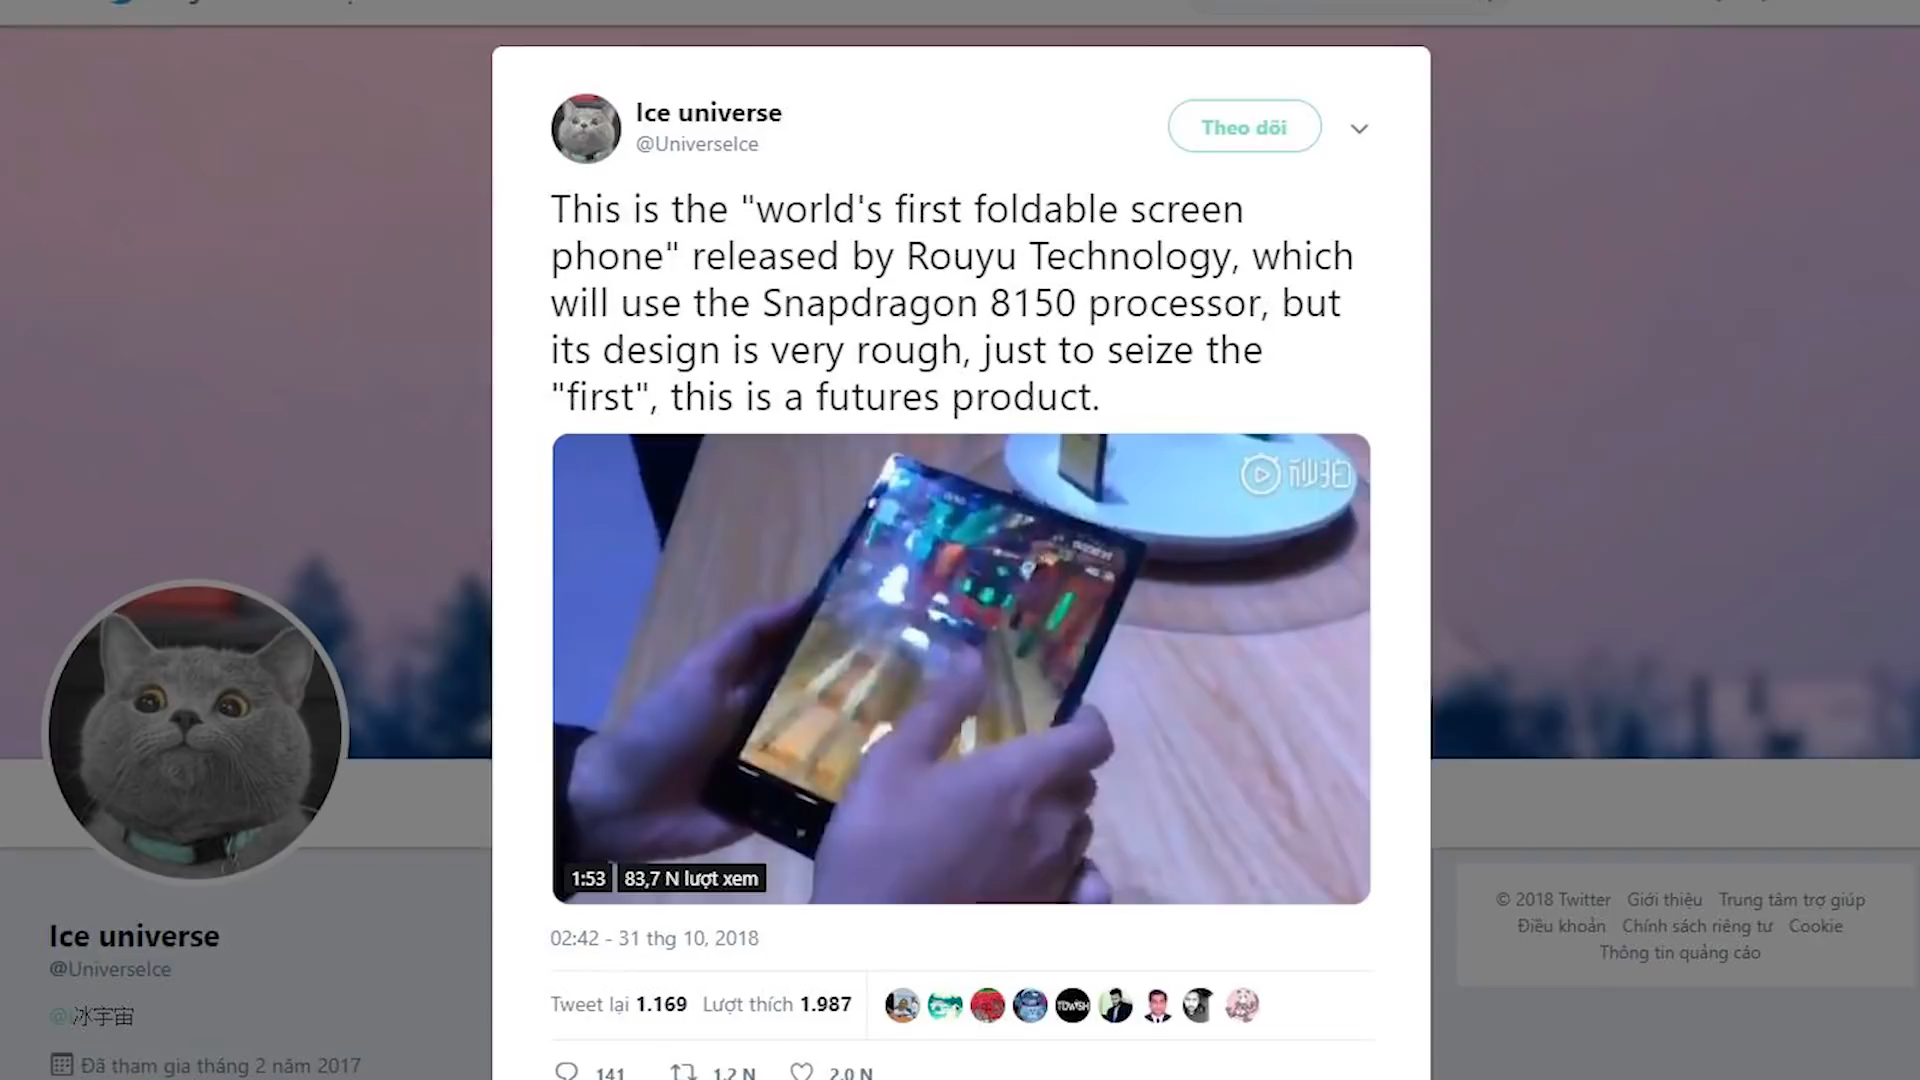 Ice universe
@UniverseIce
Theo dõi
This is the "world's first foldable screen
phone" released by Rouyu Technology, which
will use the Snapdragon 8150 processor, but
its design is very rough, just to seize the
"first", this is a futures product.
秒拍
1:53 83,7 N lượt xem
02:42 - 31 thg 10, 2018
Tweet lại 1.169 Lượt thích 1.987
141 1,2 N 2,0 N
Ice universe
@UniverseIce
@冰宇宙
Đã tham gia tháng 2 năm 2017
© 2018 Twitter Giới thiệu Trung tâm trợ giúp
Điều khoản Chính sách riêng tư Cookie
Thông tin quảng cáo